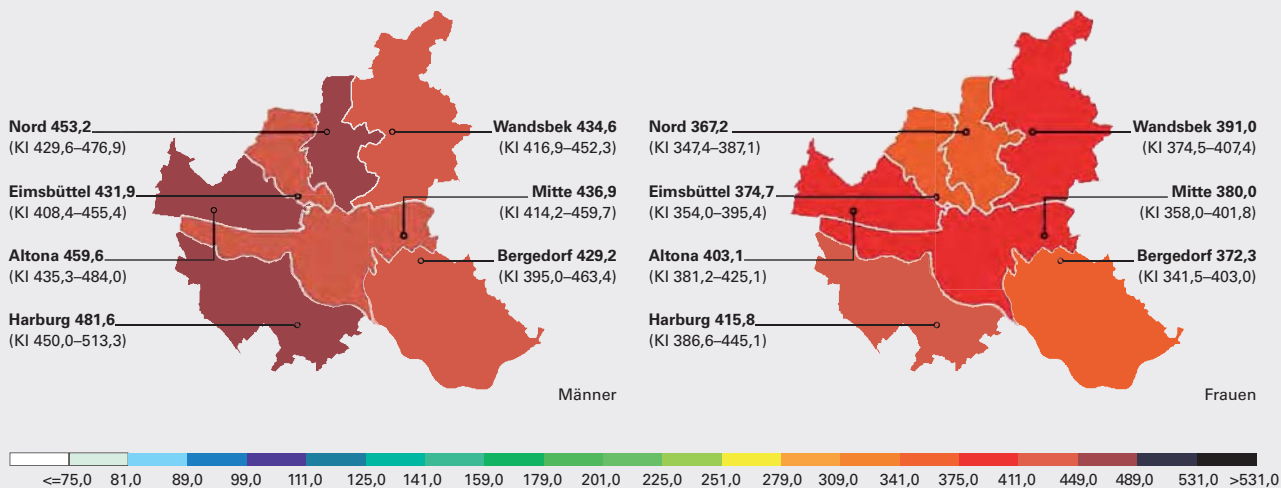 Nord 453,2
(KI 429,6–476,9)
Eimsbüttel 431,9
(KI 408,4–455,4)
Altona 459,6
(KI 435,3–484,0)
Harburg 481,6
(KI 450,0–513,3)
Wandsbek 434,6
(KI 416,9–452,3)
Mitte 436,9
(KI 414,2–459,7)
Bergedorf 429,2
(KI 395,0–463,4)
Männer
Nord 367,2
(KI 347,4–387,1)
Eimsbüttel 374,7
(KI 354,0–395,4)
Altona 403,1
(KI 381,2–425,1)
Harburg 415,8
(KI 386,6–445,1)
Wandsbek 391,0
(KI 374,5–407,4)
Mitte 380,0
(KI 358,0–401,8)
Bergedorf 372,3
(KI 341,5–403,0)
Frauen
<=75,0 81,0 89,0 99,0 111,0 125,0 141,0 159,0 179,0 201,0 225,0 251,0 279,0 309,0 341,0 375,0 411,0 449,0 489,0 531,0 >531,0